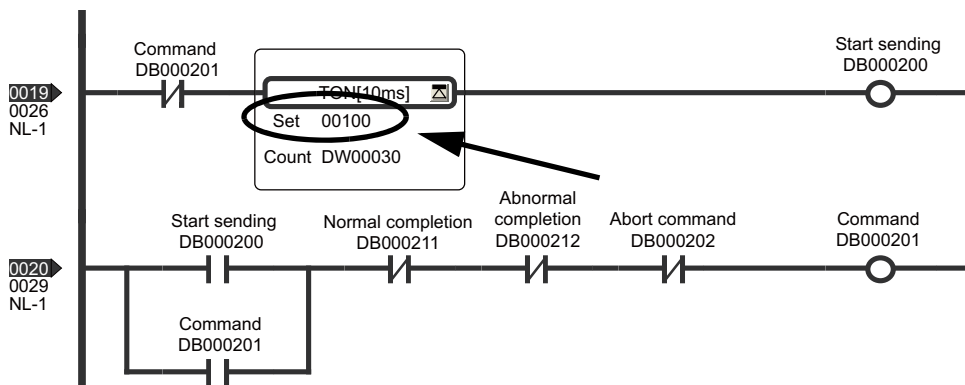 Command
DB000201
Start sending
DB000200
0019
0026
NL-1
TON[10ms]
Set 00100
Count DW00030
Start sending
DB000200
Normal completion
DB000211
Abnormal
completion
DB000212
Abort command
DB000202
Command
DB000201
0020
0029
NL-1
Command
DB000201